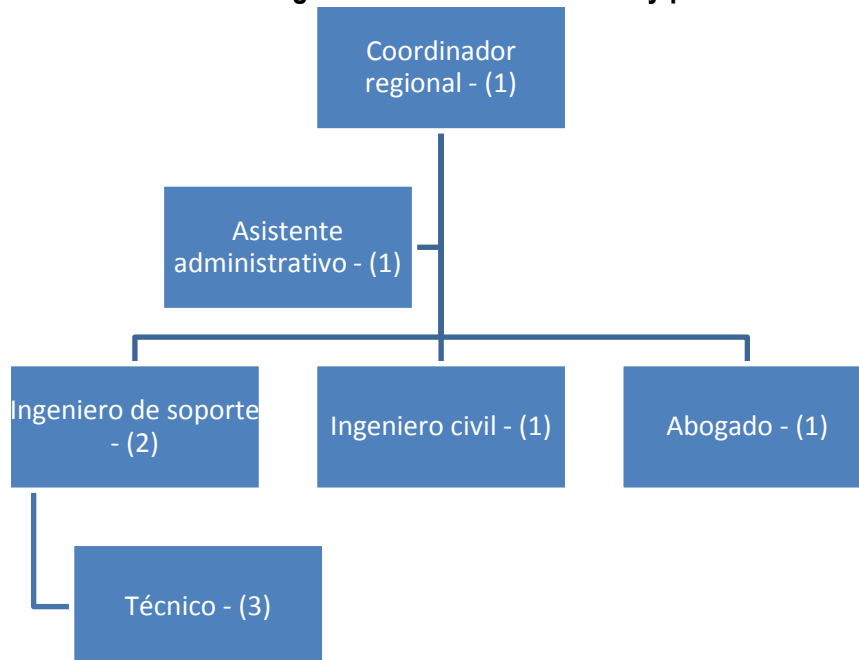 Coordinador
regional - (1)
Asistente
administrativo - (1)
Ingeniero de soporte
- (2)
Ingeniero civil - (1)
Abogado - (1)
Técnico - (3)